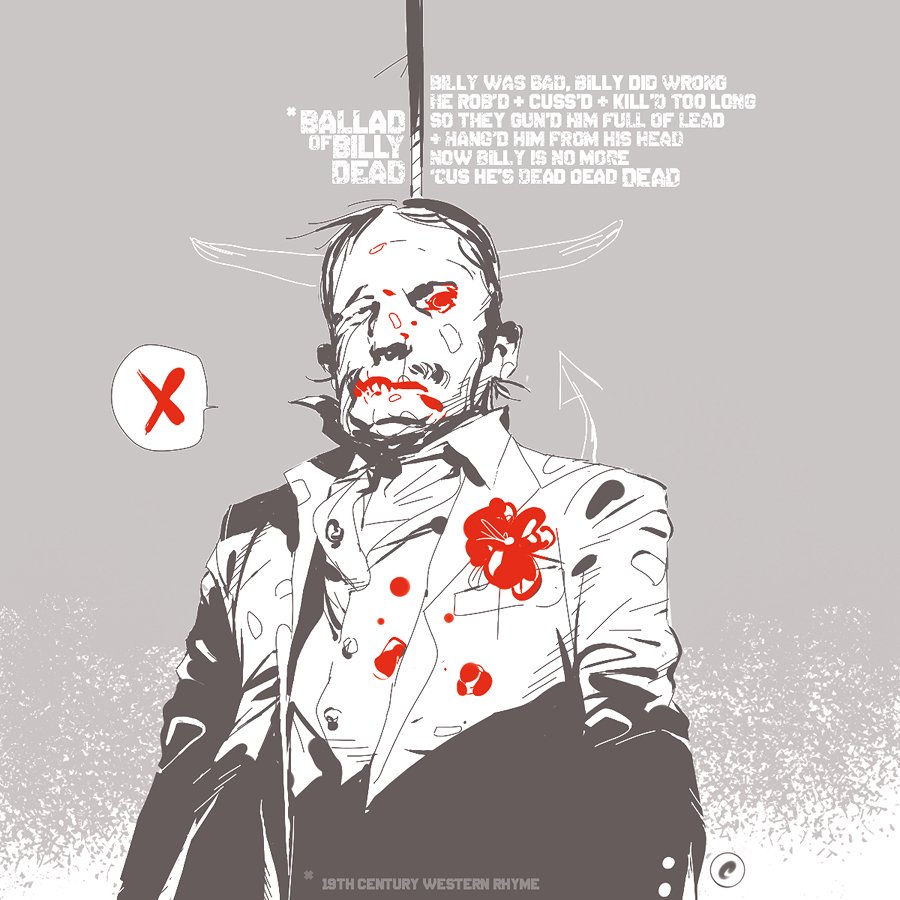 * BALLAD
OF BILLY
DEAD
BILLY WAS BAD, BILLY DID WRONG
HE ROB'D + CUSS'D + KILL'D TOO LONG
SO THEY GUN'D HIM FULL OF LEAD
+ HANG'D HIM FROM HIS HEAD
NOW BILLY IS NO MORE
'CUS HE'S DEAD DEAD DEAD
X
* 19TH CENTURY WESTERN RHYME
C